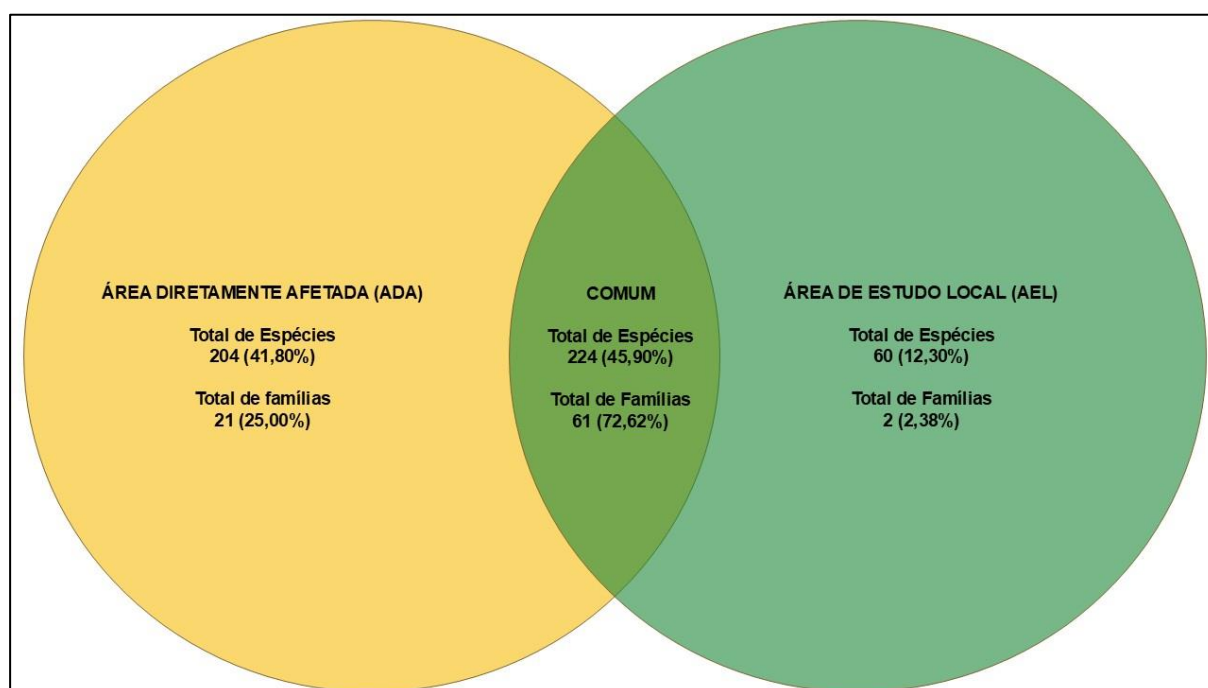 ÁREA DIRETAMENTE AFETADA (ADA)
Total de Espécies
204 (41,80%)
Total de famílias
21 (25,00%)
COMUM
Total de Espécies
224 (45,90%)
Total de Famílias
61 (72,62%)
ÁREA DE ESTUDO LOCAL (AEL)
Total de Espécies
60 (12,30%)
Total de Famílias
2 (2,38%)